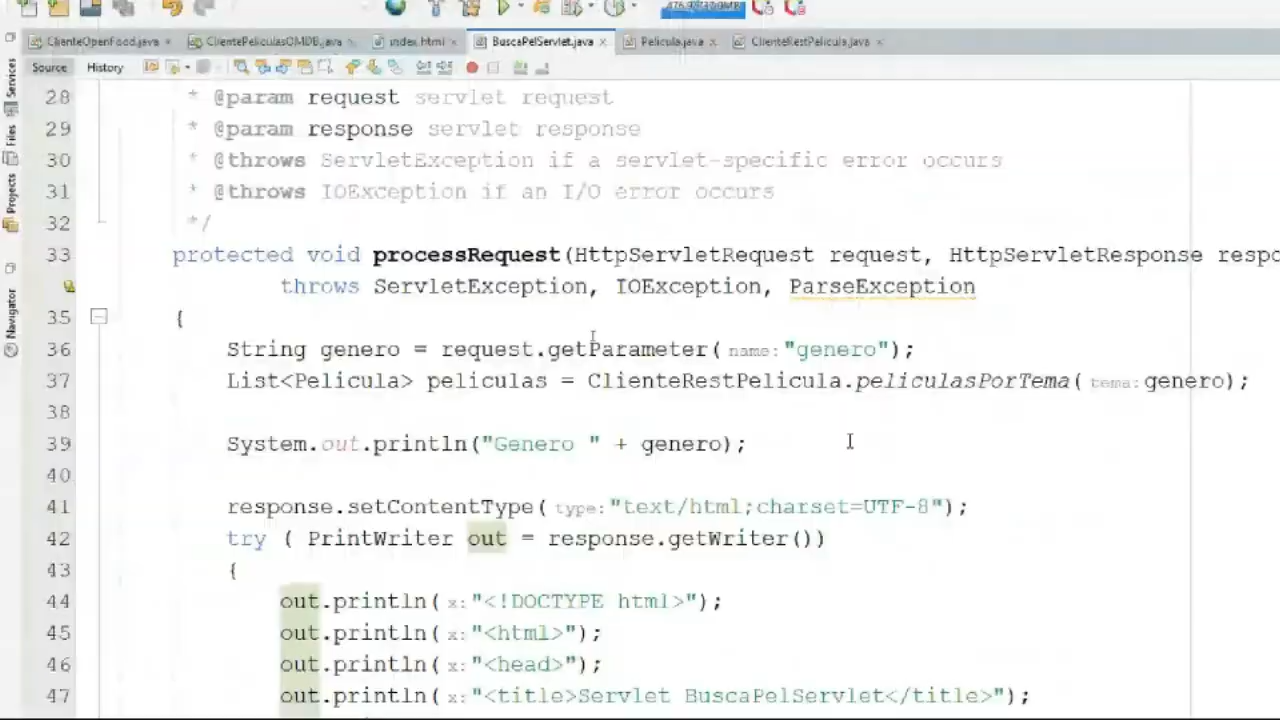 ClienteOpenFood.java
ClientePeliculasOMDB.java
index.html
BuscaPelServlet.java
Pelicula.java
ClienteRestPelicula.java
Source
History
Services
Files
Projects
Navigator
28 * @param request servlet request
29 * @param response servlet response
30 * @throws ServletException if a servlet-specific error occurs
31 * @throws IOException if an I/O error occurs
32 */
33 protected void processRequest(HttpServletRequest request, HttpServletResponse respo
throws ServletException, IOException, ParseException
35 {
36 String genero = request.getParameter( name: "genero");
37 List<Pelicula> peliculas = ClienteRestPelicula.peliculasPorTema( tema: genero);
38
39 System.out.println("Genero " + genero);
40
41 response.setContentType( type: "text/html;charset=UTF-8");
42 try ( PrintWriter out = response.getWriter())
43 {
44 out.println( x: "<!DOCTYPE html>");
45 out.println( x: "<html>");
46 out.println( x: "<head>");
47 out.println( x: "<title>Servlet BuscaPelServlet</title>");